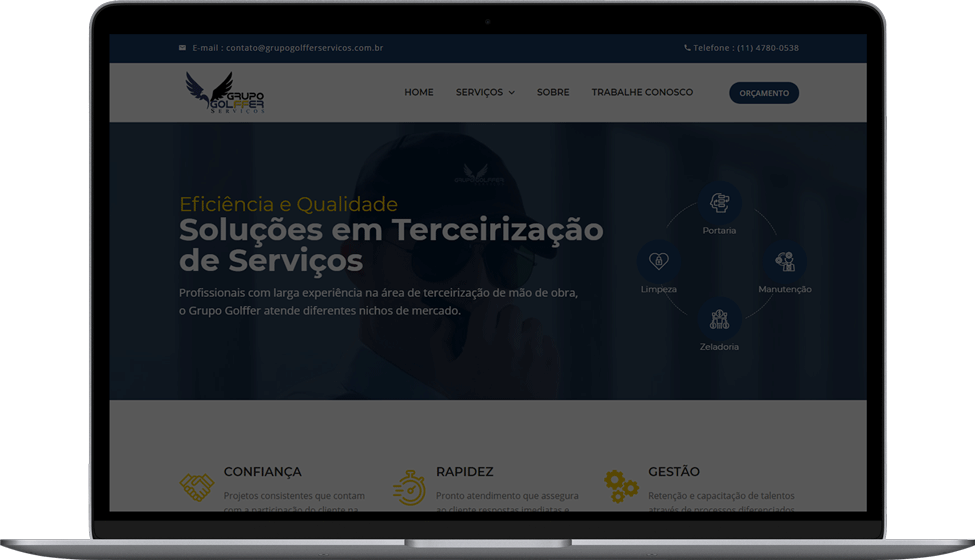 E-mail : contato@grupogolfferservicos.com.br
Telefone : (11) 4780-0538
GRUPO
GOLFFER
SERVIÇOS
HOME SERVIÇOS SOBRE TRABALHE CONOSCO ORÇAMENTO
GRUPOGOLFFER
Eficiência e Qualidade
Soluções em Terceirização
de Serviços
Profissionais com larga experiência na área de terceirização de mão de obra,
o Grupo Golffer atende diferentes nichos de mercado.
Portaria
Limpeza
Manutenção
Zeladoria
CONFIANÇA
Projetos consistentes que contam
com a participação do cliente na
RAPIDEZ
Pronto atendimento que assegura
ao cliente respostas imediatas e
GESTÃO
Retenção e capacitação de talentos
através de processos diferenciados